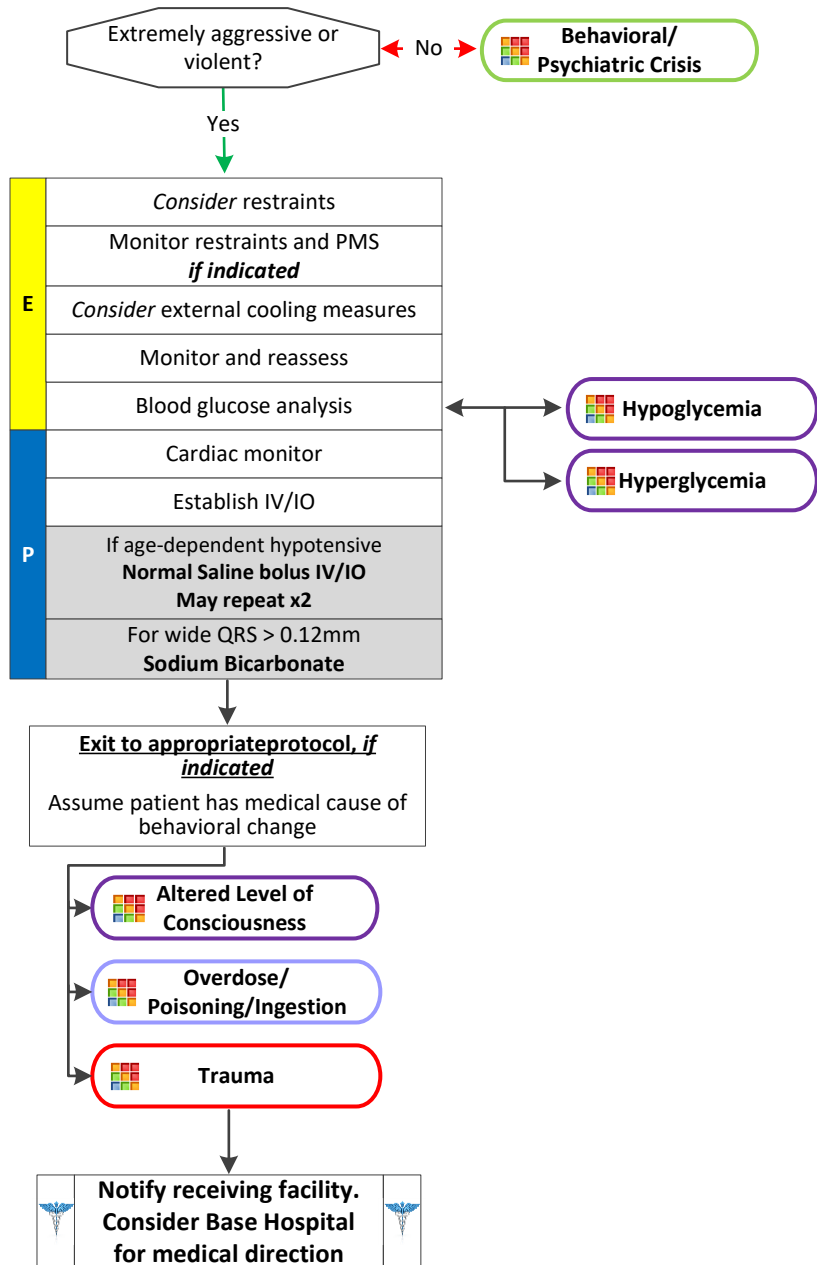 Extremely aggressive or
violent?
No
Behavioral/
Psychiatric Crisis
Yes
E
Consider restraints
Monitor restraints and PMS
if indicated
Consider external cooling measures
Monitor and reassess
Blood glucose analysis
Hypoglycemia
Hyperglycemia
P
Cardiac monitor
Establish IV/IO
If age-dependent hypotensive
Normal Saline bolus IV/IO
May repeat x2
For wide QRS > 0.12mm
Sodium Bicarbonate
Exit to appropriateprotocol, if
indicated
Assume patient has medical cause of
behavioral change
Altered Level of
Consciousness
Overdose/
Poisoning/Ingestion
Trauma
Notify receiving facility.
Consider Base Hospital
for medical direction